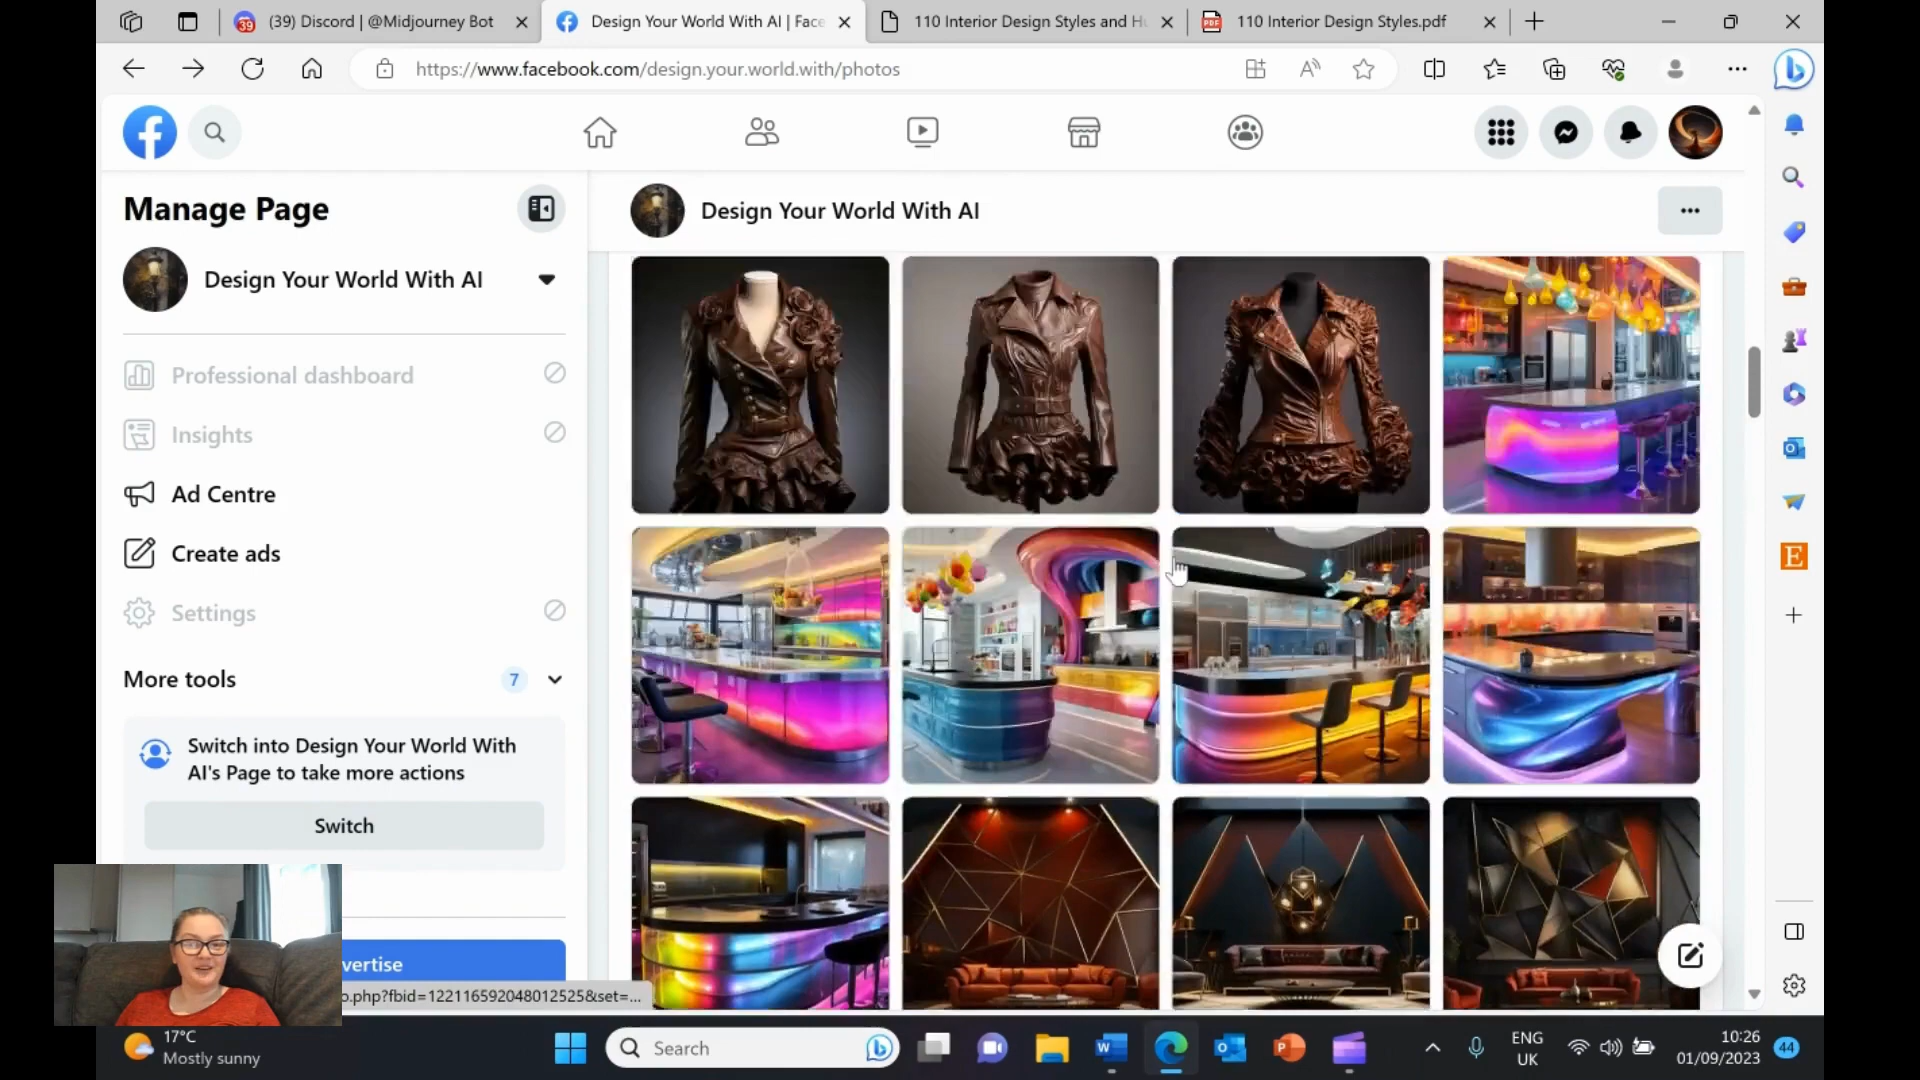 (39) Discord | @Midjourney Bot
Design Your World With AI | Face
110 Interior Design Styles and H
110 Interior Design Styles.pdf
https://www.facebook.com/design.your.world.with/photos
Manage Page
Design Your World With AI
Design Your World With AI
Professional dashboard
Insights
Ad Centre
Create ads
Settings
More tools
7
Switch into Design Your World With
AI's Page to take more actions
Switch
vertise
o.php?fbid=122116592048012525&set=...
17°C
Mostly sunny
Search
ENG
UK
10:26
01/09/2023
44